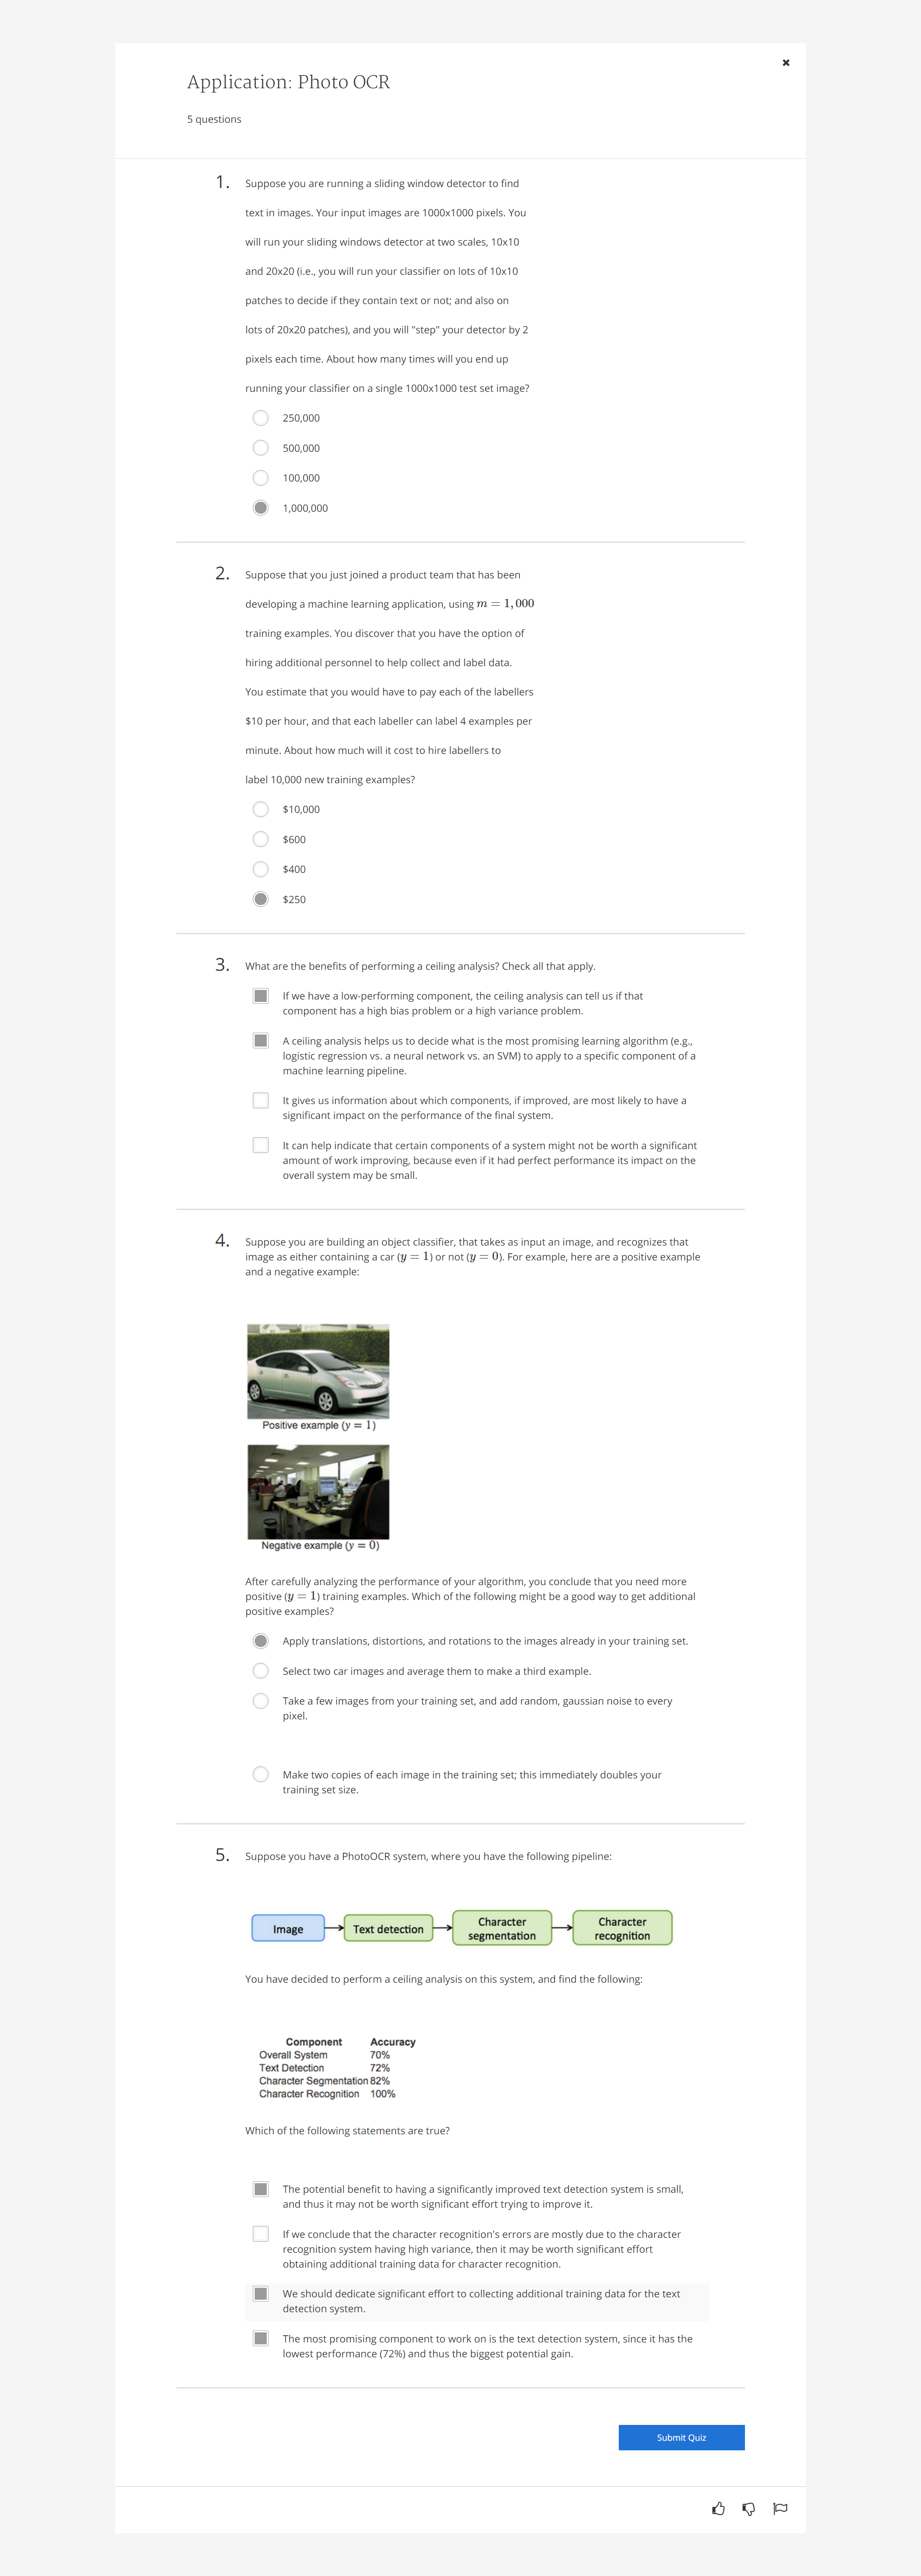 Application: Photo OCR
5 questions
1.
Suppose you are running a sliding window detector to find
text in images. Your input images are 1000x1000 pixels. You
will run your sliding windows detector at two scales, 10x10
and 20x20 (i.e., you will run your classifier on lots of 10x10
patches to decide if they contain text or not; and also on
lots of 20x20 patches), and you will "step" your detector by 2
pixels each time. About how many times will you end up
running your classifier on a single 1000x1000 test set image?
250,000
500,000
100,000
1,000,000
2.
Suppose that you just joined a product team that has been
developing a machine learning application, using m = 1,000
training examples. You discover that you have the option of
hiring additional personnel to help collect and label data.
You estimate that you would have to pay each of the labellers
$10 per hour, and that each labeller can label 4 examples per
minute. About how much will it cost to hire labellers to
label 10,000 new training examples?
$10,000
$600
$400
$250
3.
What are the benefits of performing a ceiling analysis? Check all that apply.
If we have a low-performing component, the ceiling analysis can tell us if that
component has a high bias problem or a high variance problem.
A ceiling analysis helps us to decide what is the most promising learning algorithm (e.g.,
logistic regression vs. a neural network vs. an SVM) to apply to a specific component of a
machine learning pipeline.
It gives us information about which components, if improved, are most likely to have a
significant impact on the performance of the final system.
It can help indicate that certain components of a system might not be worth a significant
amount of work improving, because even if it had perfect performance its impact on the
overall system may be small.
4.
Suppose you are building an object classifier, that takes as input an image, and recognizes that
image as either containing a car (y = 1) or not (y = 0). For example, here are a positive example
and a negative example:
Positive example (y = 1)
Negative example (y = 0)
After carefully analyzing the performance of your algorithm, you conclude that you need more
positive (y = 1) training examples. Which of the following might be a good way to get additional
positive examples?
Apply translations, distortions, and rotations to the images already in your training set.
Select two car images and average them to make a third example.
Take a few images from your training set, and add random, gaussian noise to every
pixel.
Make two copies of each image in the training set; this immediately doubles your
training set size.
5.
Suppose you have a PhotoOCR system, where you have the following pipeline:
Image
Text detection
Character
segmentation
Character
recognition
You have decided to perform a ceiling analysis on this system, and find the following:
Component Accuracy
Overall System 70%
Text Detection 72%
Character Segmentation 82%
Character Recognition 100%
Which of the following statements are true?
The potential benefit to having a significantly improved text detection system is small,
and thus it may not be worth significant effort trying to improve it.
If we conclude that the character recognition's errors are mostly due to the character
recognition system having high variance, then it may be worth significant effort
obtaining additional training data for character recognition.
We should dedicate significant effort to collecting additional training data for the text
detection system.
The most promising component to work on is the text detection system, since it has the
lowest performance (72%) and thus the biggest potential gain.
Submit Quiz